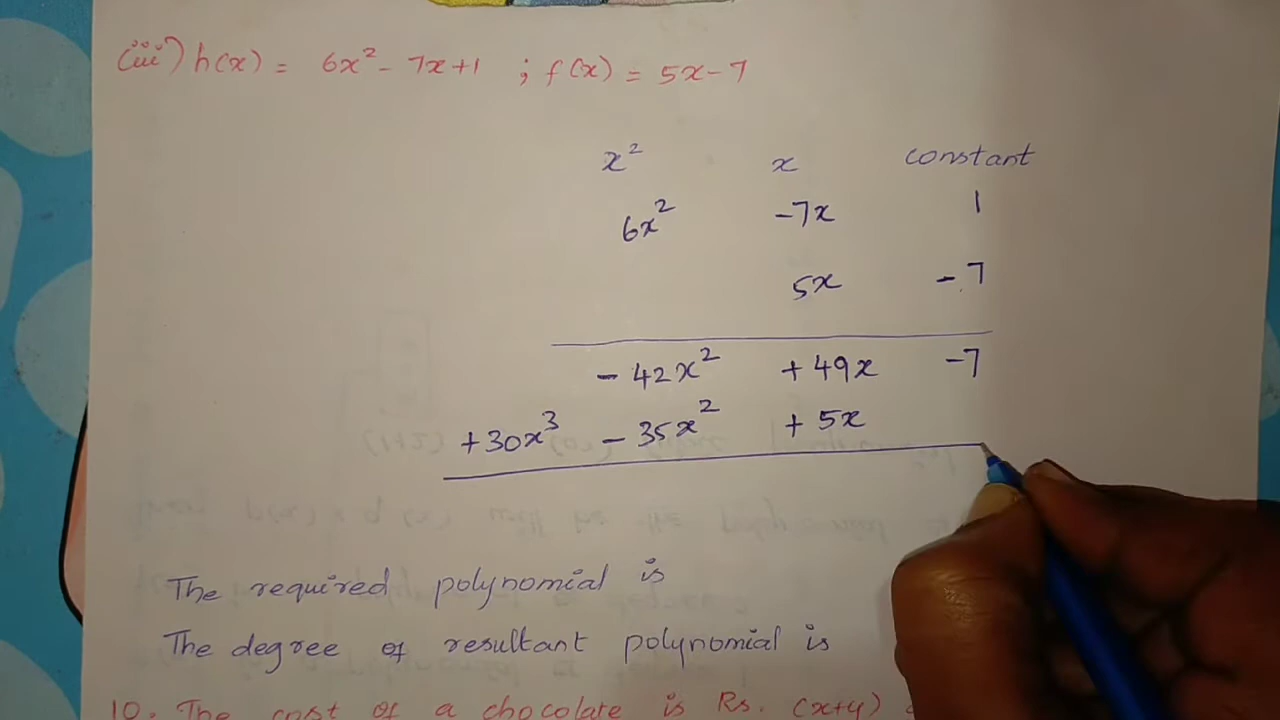 (iii) h(x) = 6x² - 7x+1 ; f(x) = 5x-7
x² x constant
6x² -7x 1
5x -7
- 42x² + 49x -7
+30x³ - 35x² + 5x
The required polynomial is
The degree of resultant polynomial is
10. The cost of a chocolate is Rs. (x+y)